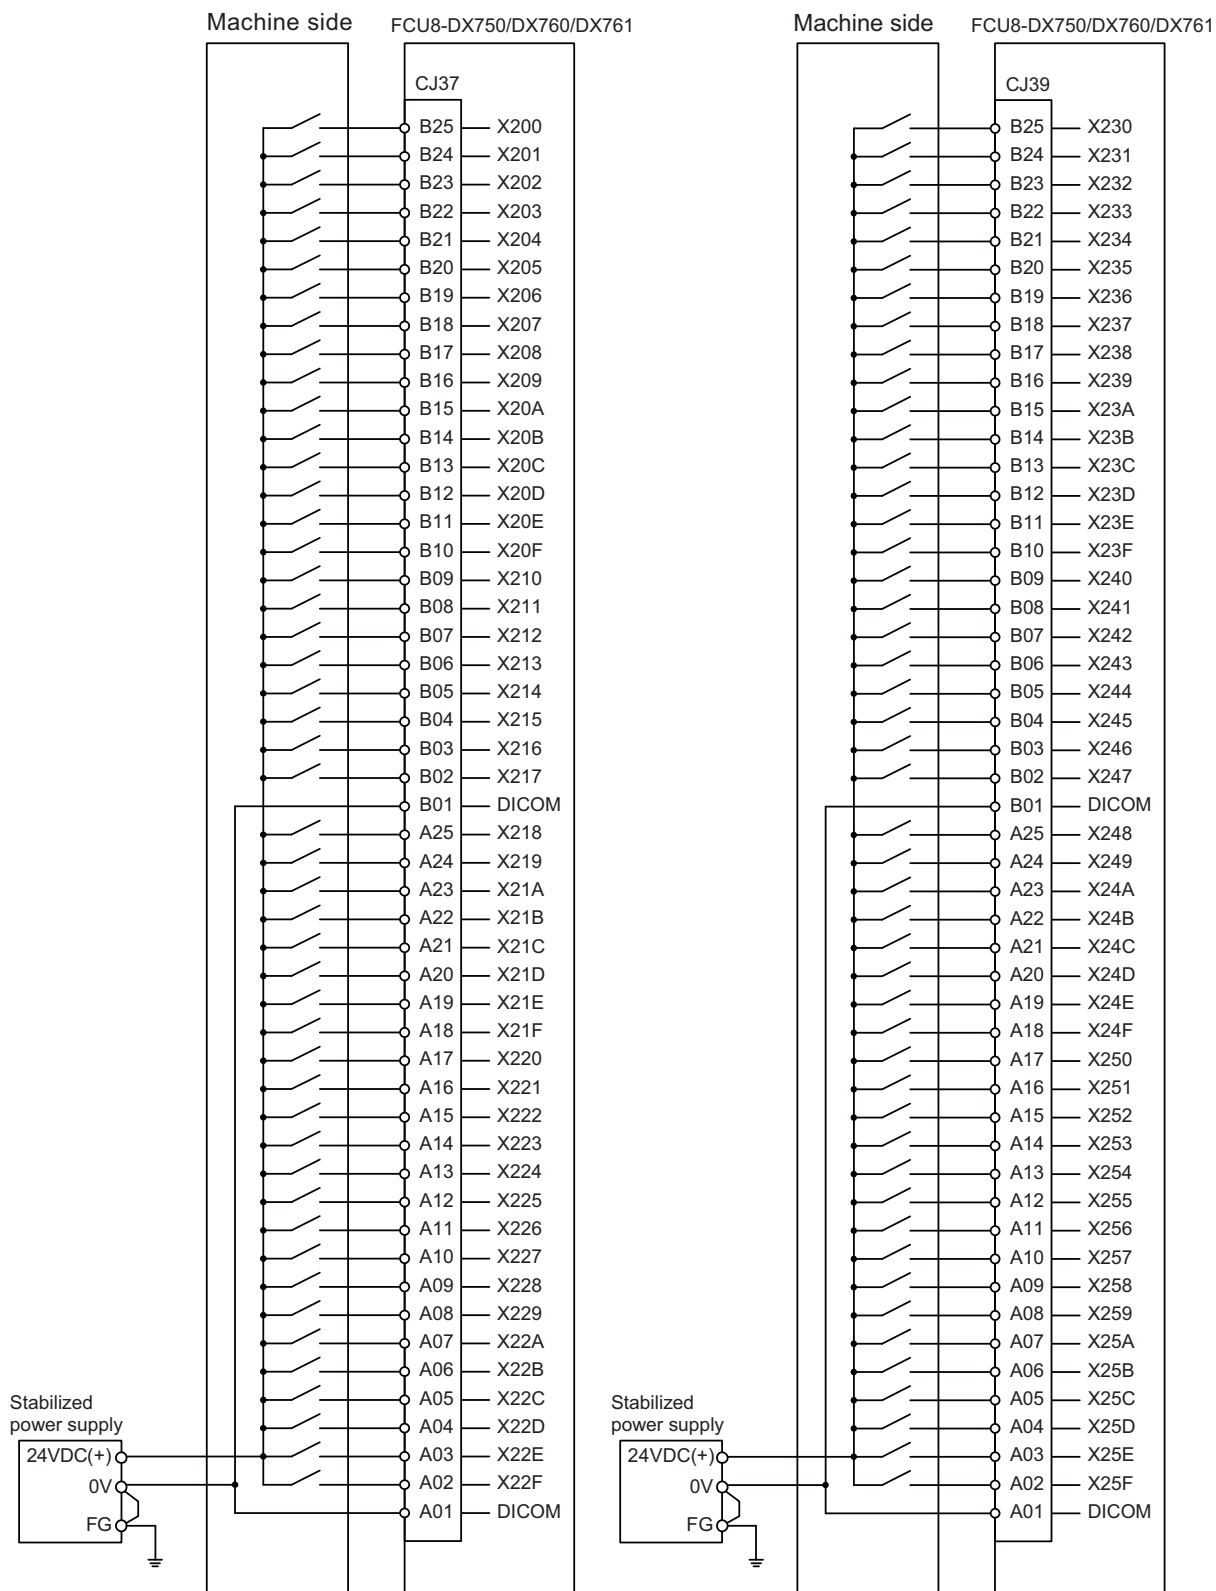 Machine side
FCU8-DX750/DX760/DX761
CJ37
B25 X200
B24 X201
B23 X202
B22 X203
B21 X204
B20 X205
B19 X206
B18 X207
B17 X208
B16 X209
B15 X20A
B14 X20B
B13 X20C
B12 X20D
B11 X20E
B10 X20F
B09 X210
B08 X211
B07 X212
B06 X213
B05 X214
B04 X215
B03 X216
B02 X217
B01 DICOM
A25 X218
A24 X219
A23 X21A
A22 X21B
A21 X21C
A20 X21D
A19 X21E
A18 X21F
A17 X220
A16 X221
A15 X222
A14 X223
A13 X224
A12 X225
A11 X226
A10 X227
A09 X228
A08 X229
A07 X22A
A06 X22B
A05 X22C
A04 X22D
A03 X22E
A02 X22F
A01 DICOM
Stabilized
power supply
24VDC(+)
0V
FG
Machine side
FCU8-DX750/DX760/DX761
CJ39
B25 X230
B24 X231
B23 X232
B22 X233
B21 X234
B20 X235
B19 X236
B18 X237
B17 X238
B16 X239
B15 X23A
B14 X23B
B13 X23C
B12 X23D
B11 X23E
B10 X23F
B09 X240
B08 X241
B07 X242
B06 X243
B05 X244
B04 X245
B03 X246
B02 X247
B01 DICOM
A25 X248
A24 X249
A23 X24A
A22 X24B
A21 X24C
A20 X24D
A19 X24E
A18 X24F
A17 X250
A16 X251
A15 X252
A14 X253
A13 X254
A12 X255
A11 X256
A10 X257
A09 X258
A08 X259
A07 X25A
A06 X25B
A05 X25C
A04 X25D
A03 X25E
A02 X25F
A01 DICOM
Stabilized
power supply
24VDC(+)
0V
FG